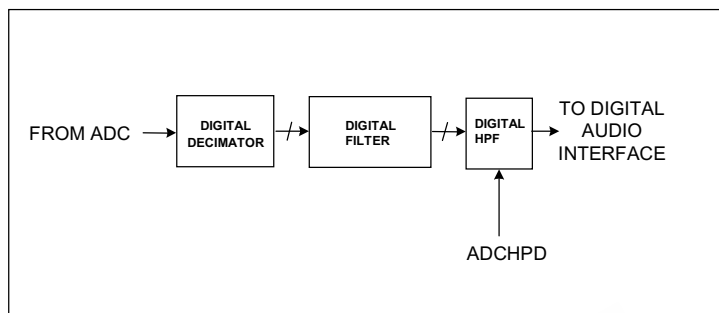 FROM ADC
DIGITAL
DECIMATOR
DIGITAL
FILTER
DIGITAL
HPF
TO DIGITAL
AUDIO
INTERFACE
ADCHPD